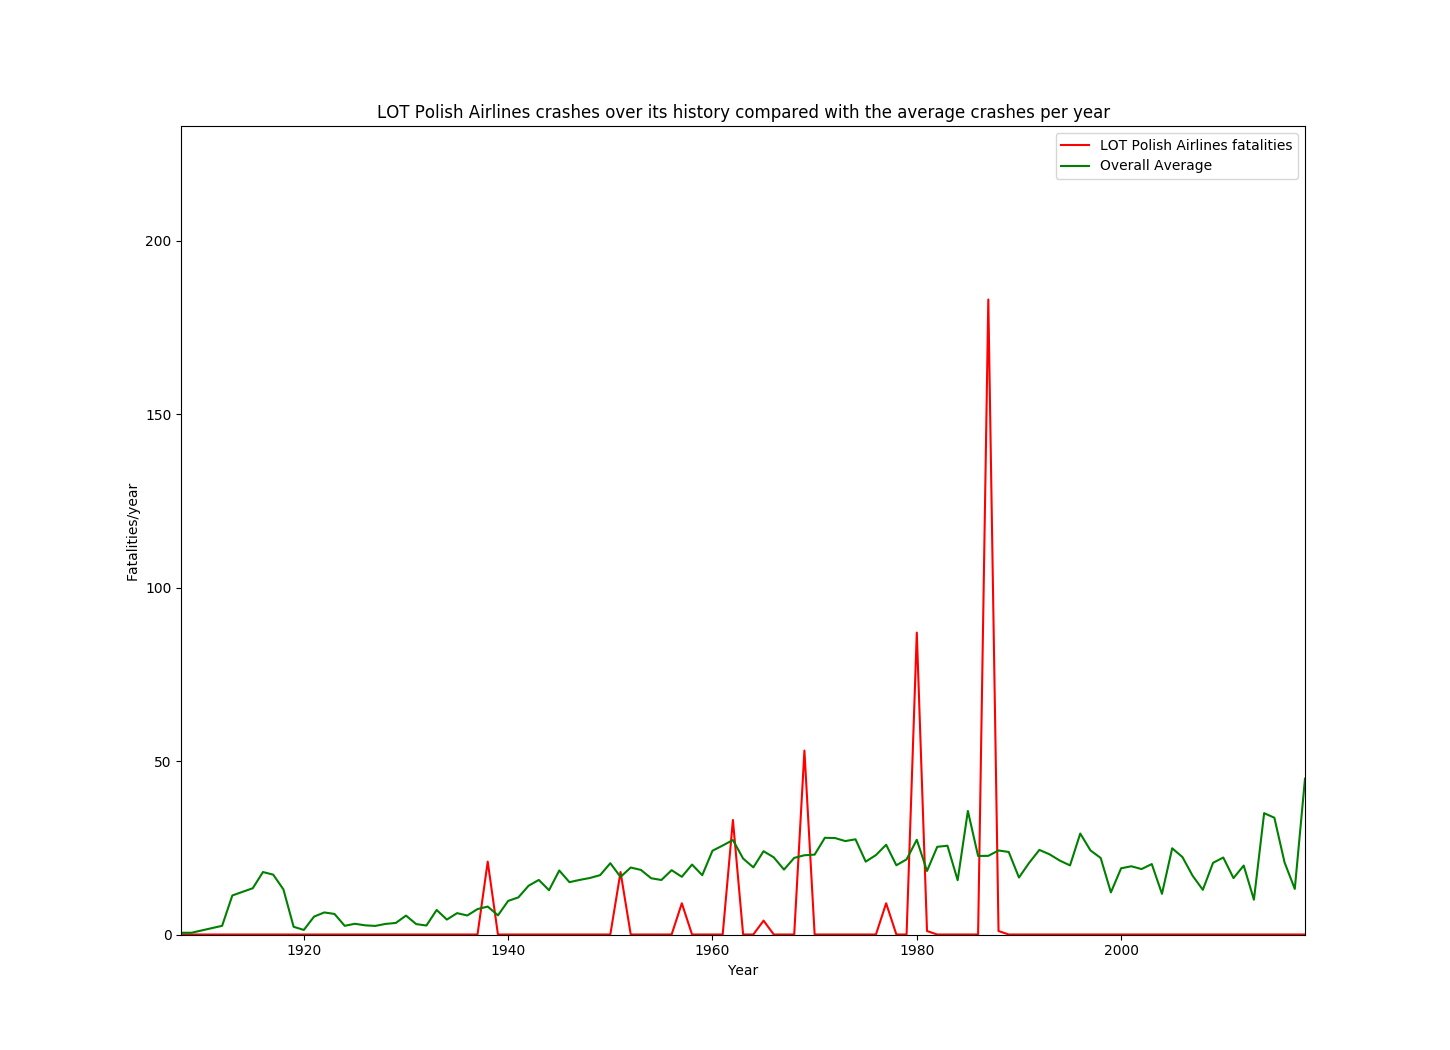 LOT Polish Airlines crashes over its history compared with the average crashes per year
LOT Polish Airlines fatalities
Overall Average
200
150
100
50
0
Fatalities/year
1920 1940 1960 1980 2000
Year